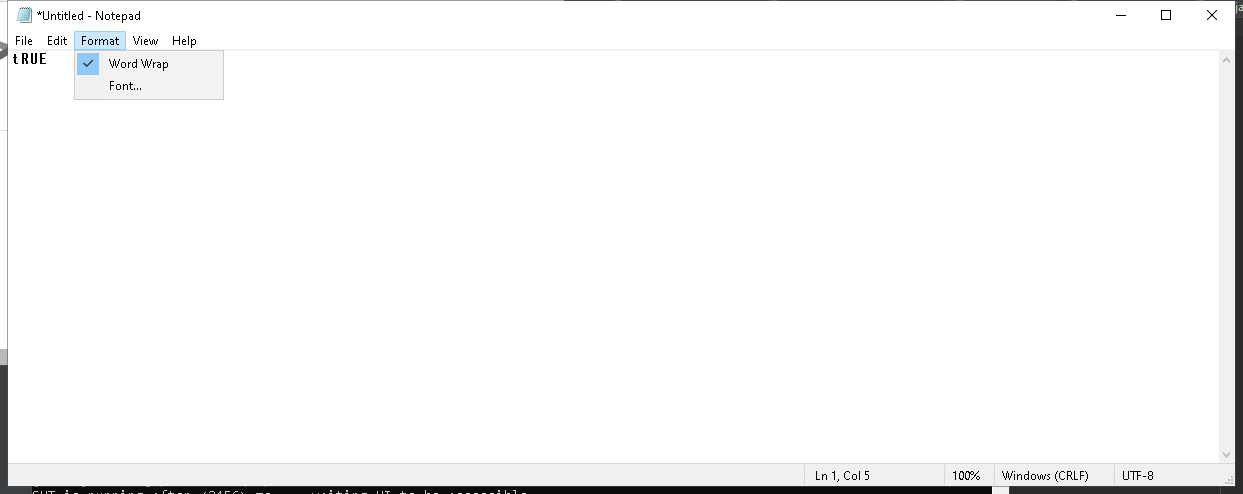 *Untitled - Notepad
File Edit Format View Help
tRUE
Word Wrap
Font...
Ln 1, Col 5 100% Windows (CRLF) UTF-8